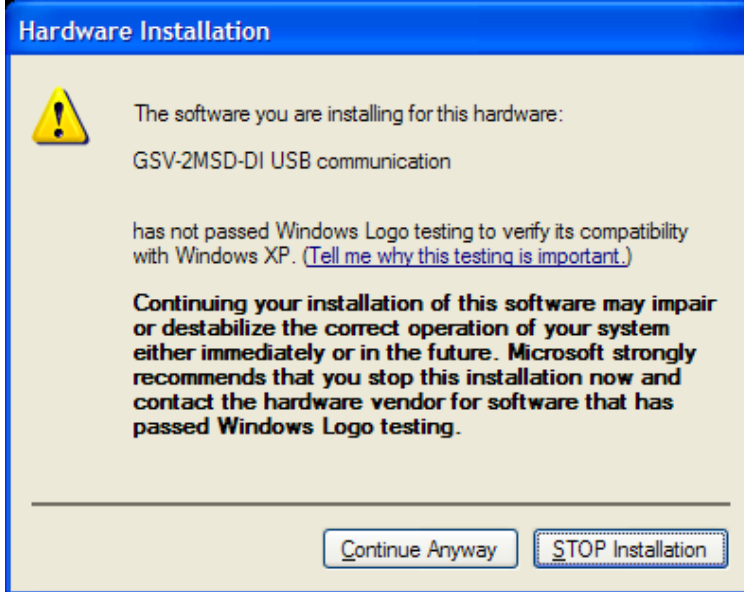 Hardware Installation
The software you are installing for this hardware:
GSV-2MSD-DI USB communication
has not passed Windows Logo testing to verify its compatibility
with Windows XP. (Tell me why this testing is important.)
Continuing your installation of this software may impair
or destabilize the correct operation of your system
either immediately or in the future. Microsoft strongly
recommends that you stop this installation now and
contact the hardware vendor for software that has
passed Windows Logo testing.
Continue Anyway STOP Installation